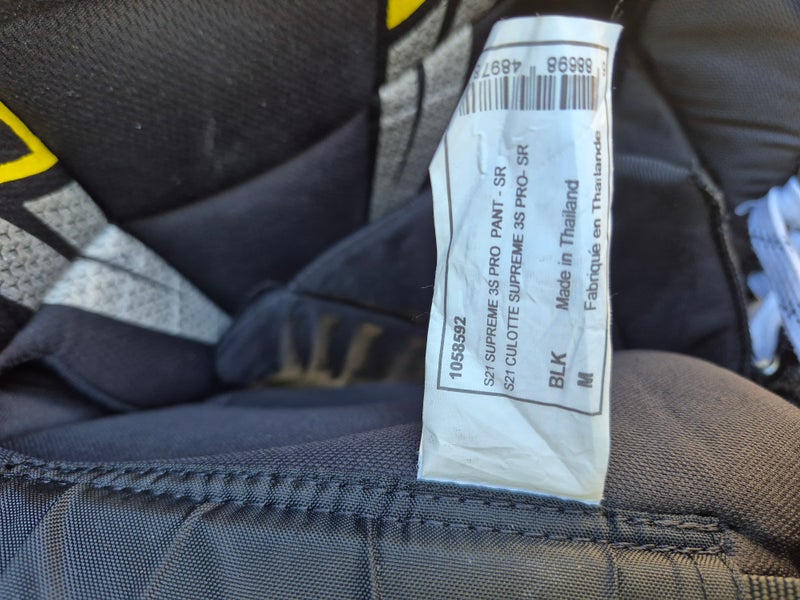 1058592
S21 SUPREME 3S PRO PANT - SR
S21 CULOTTE SUPREME 3S PRO- SR
BLK Made in Thailand
M Fabriqué en Thaïlande
88698